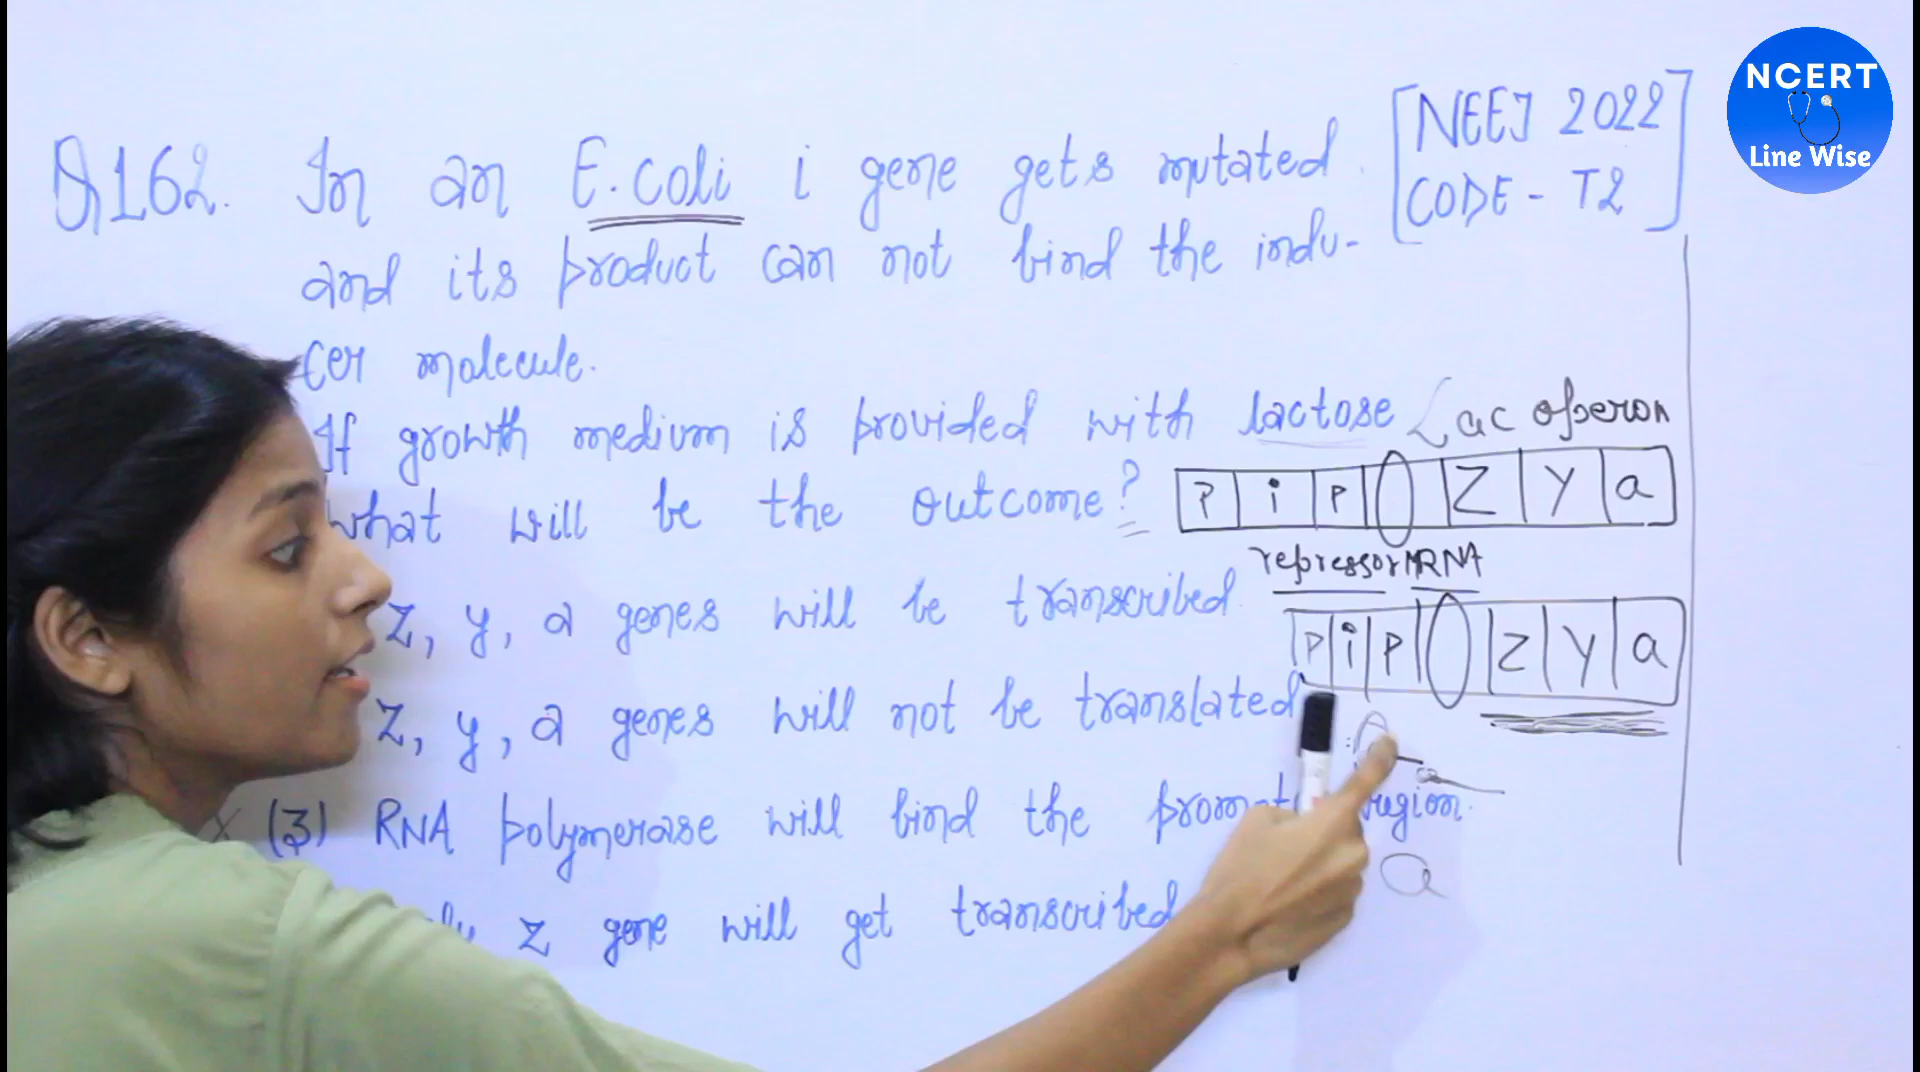 Q162. In an E.coli i gene gets mutated
and its product can not bind the indu-
cer molecule.
If growth medium is provided with lactose
what will be the outcome?
z, y, a genes will be transcribed
z, y, a genes will not be translated
(3) RNA polymerase will bind the region.
z gene will get transcribed
[NEET 2022
CODE - T2]
NCERT
Line Wise
Lac operon
P i P O Z Y a
repressor mRNA
P i P O Z Y a
a